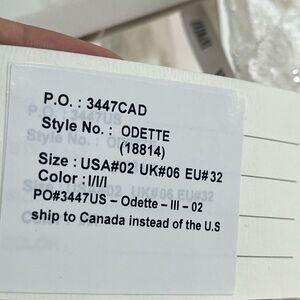 P.O. : 3447CAD
Style No. : ODETTE
(18814)
Size : USA#02 UK#06 EU#32
Color : I/I/I
PO#3447US – Odette – III – 02
ship to Canada instead of the U.S